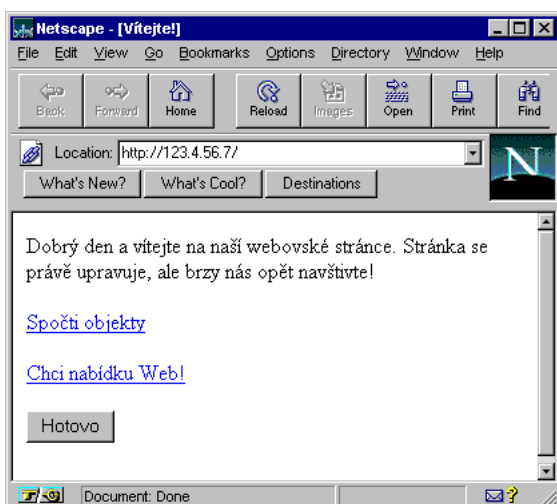 Netscape - [Vítejte!]
File Edit View Go Bookmarks Options Directory Window Help
Back Forward Home Reload Images Open Print Find
Location: http://123.4.56.7/
N
What's New? What's Cool? Destinations
Dobrý den a vítejte na naší webovské stránce. Stránka se
právě upravuje, ale brzy nás opět navštivte!
Spočti objekty
Chci nabídku Web!
Hotovo
Document: Done
?